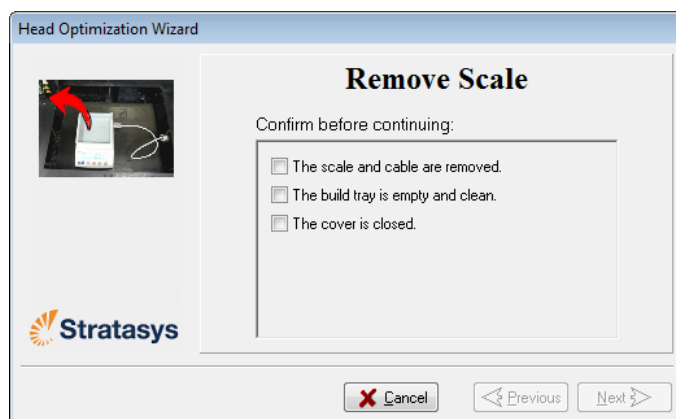 Head Optimization Wizard
Remove Scale
Confirm before continuing:
The scale and cable are removed.
The build tray is empty and clean.
The cover is closed.
Stratasys
Cancel
Previous
Next